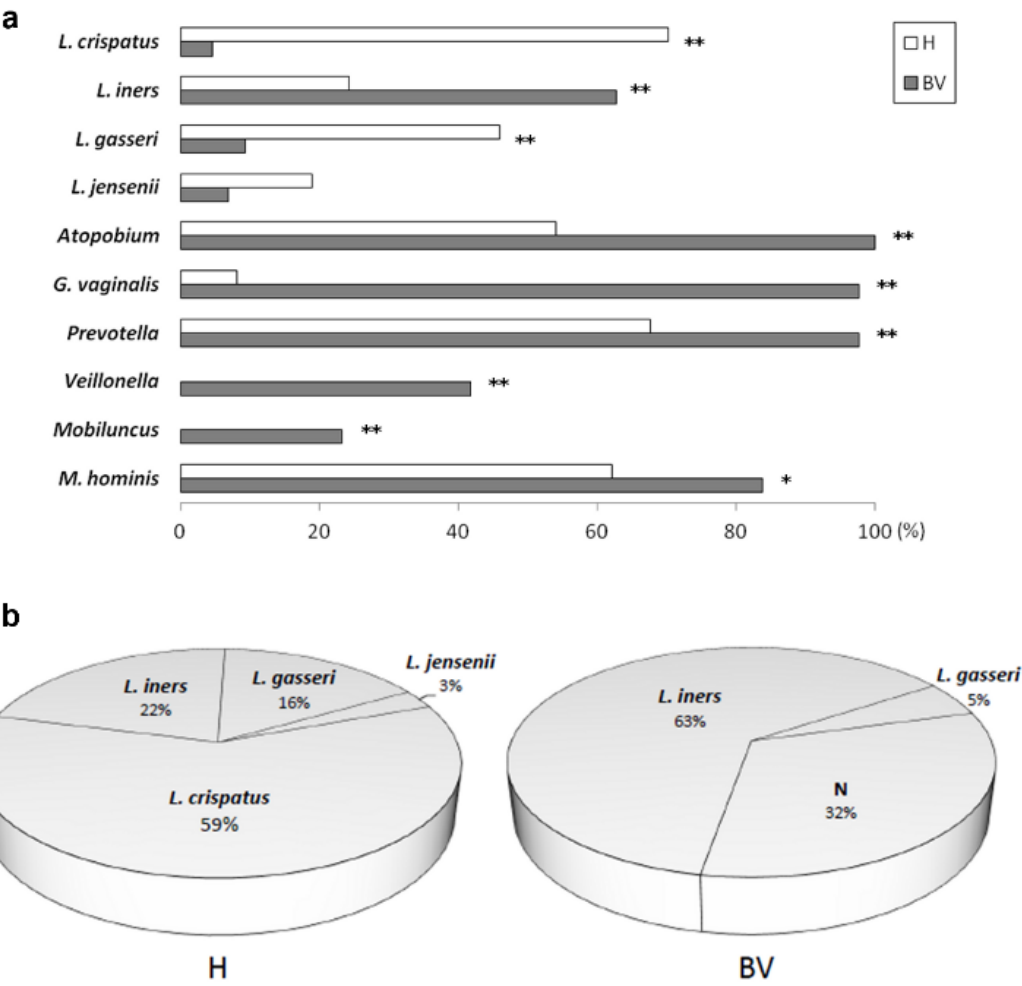 a
L. crispatus **
H
BV
L. iners **
L. gasseri **
L. jensenii
Atopobium **
G. vaginalis **
Prevotella **
Veillonella **
Mobiluncus **
M. hominis *
0 20 40 60 80 100 (%)
b
L. iners
22%
L. gasseri
16%
L. jensenii
3%
L. crispatus
59%
H
L. iners
63%
L. gasseri
5%
N
32%
BV